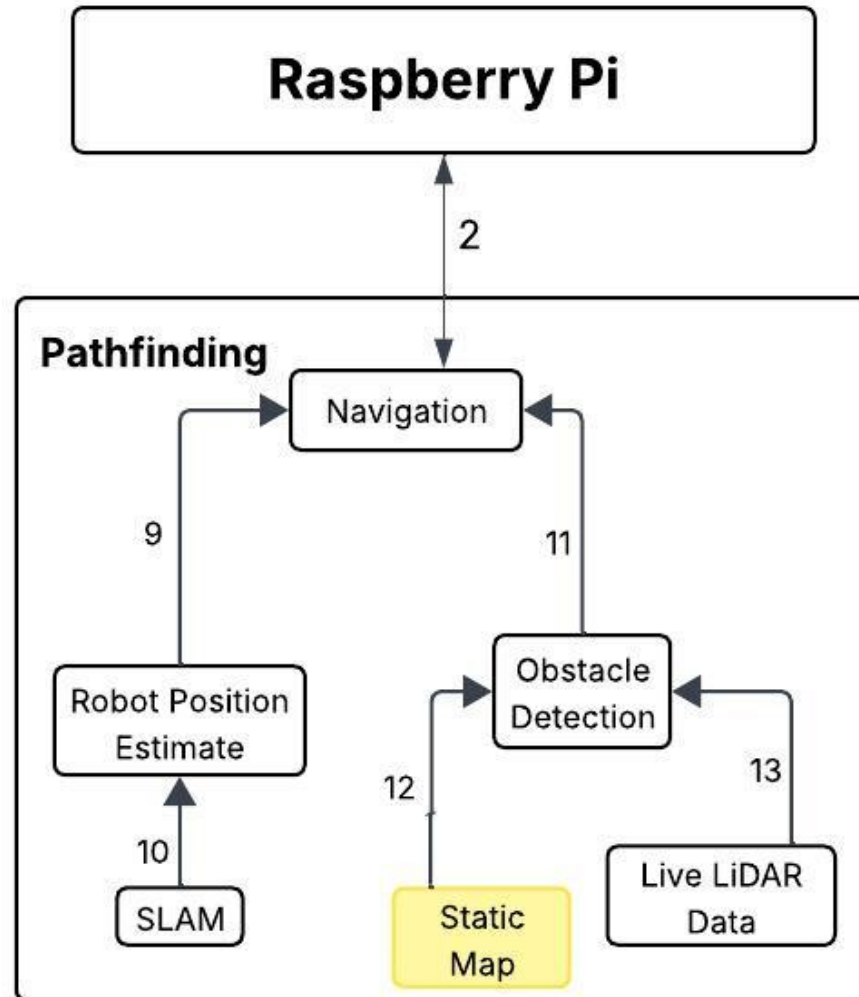 Raspberry Pi
2
Pathfinding
Navigation
9
11
Robot Position
Estimate
Obstacle
Detection
12
13
10
SLAM
Static
Map
Live LiDAR
Data